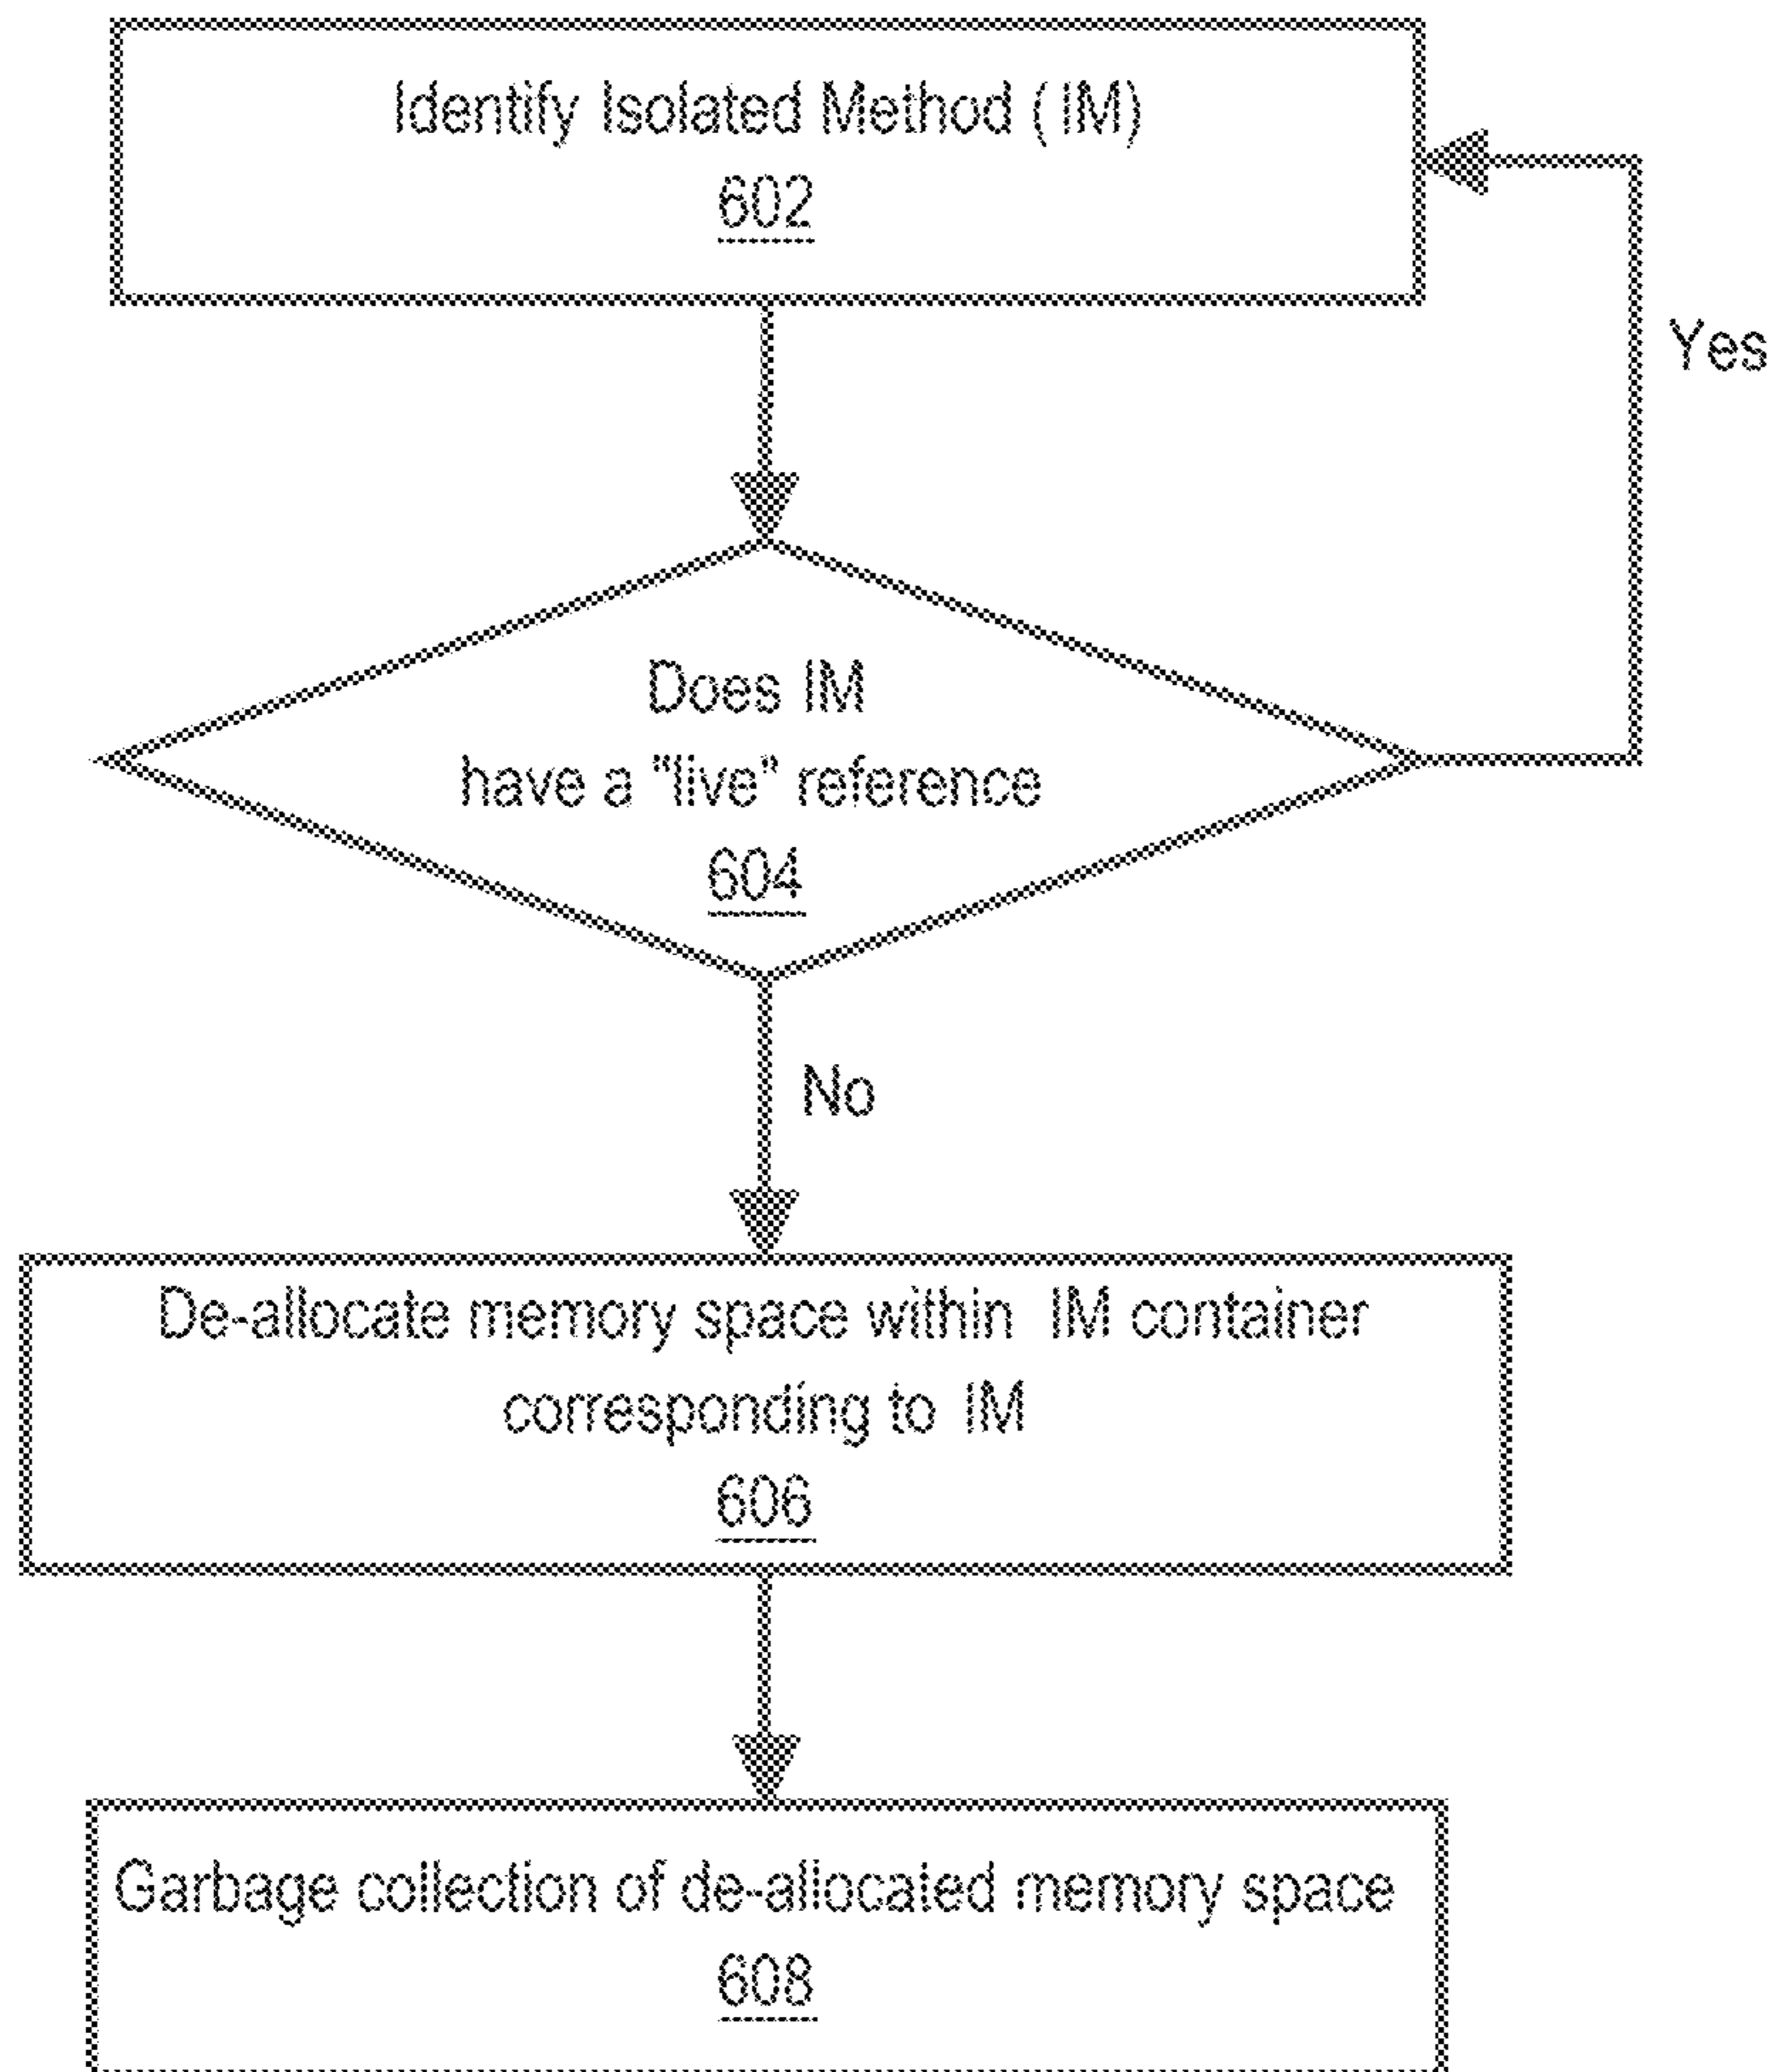 Identify Isolated Method ( IM)
602
Yes
Does IM
have a "live" reference
604
No
De-allocate memory space within IM container
corresponding to IM
606
Garbage collection of de-allocated memory space
608